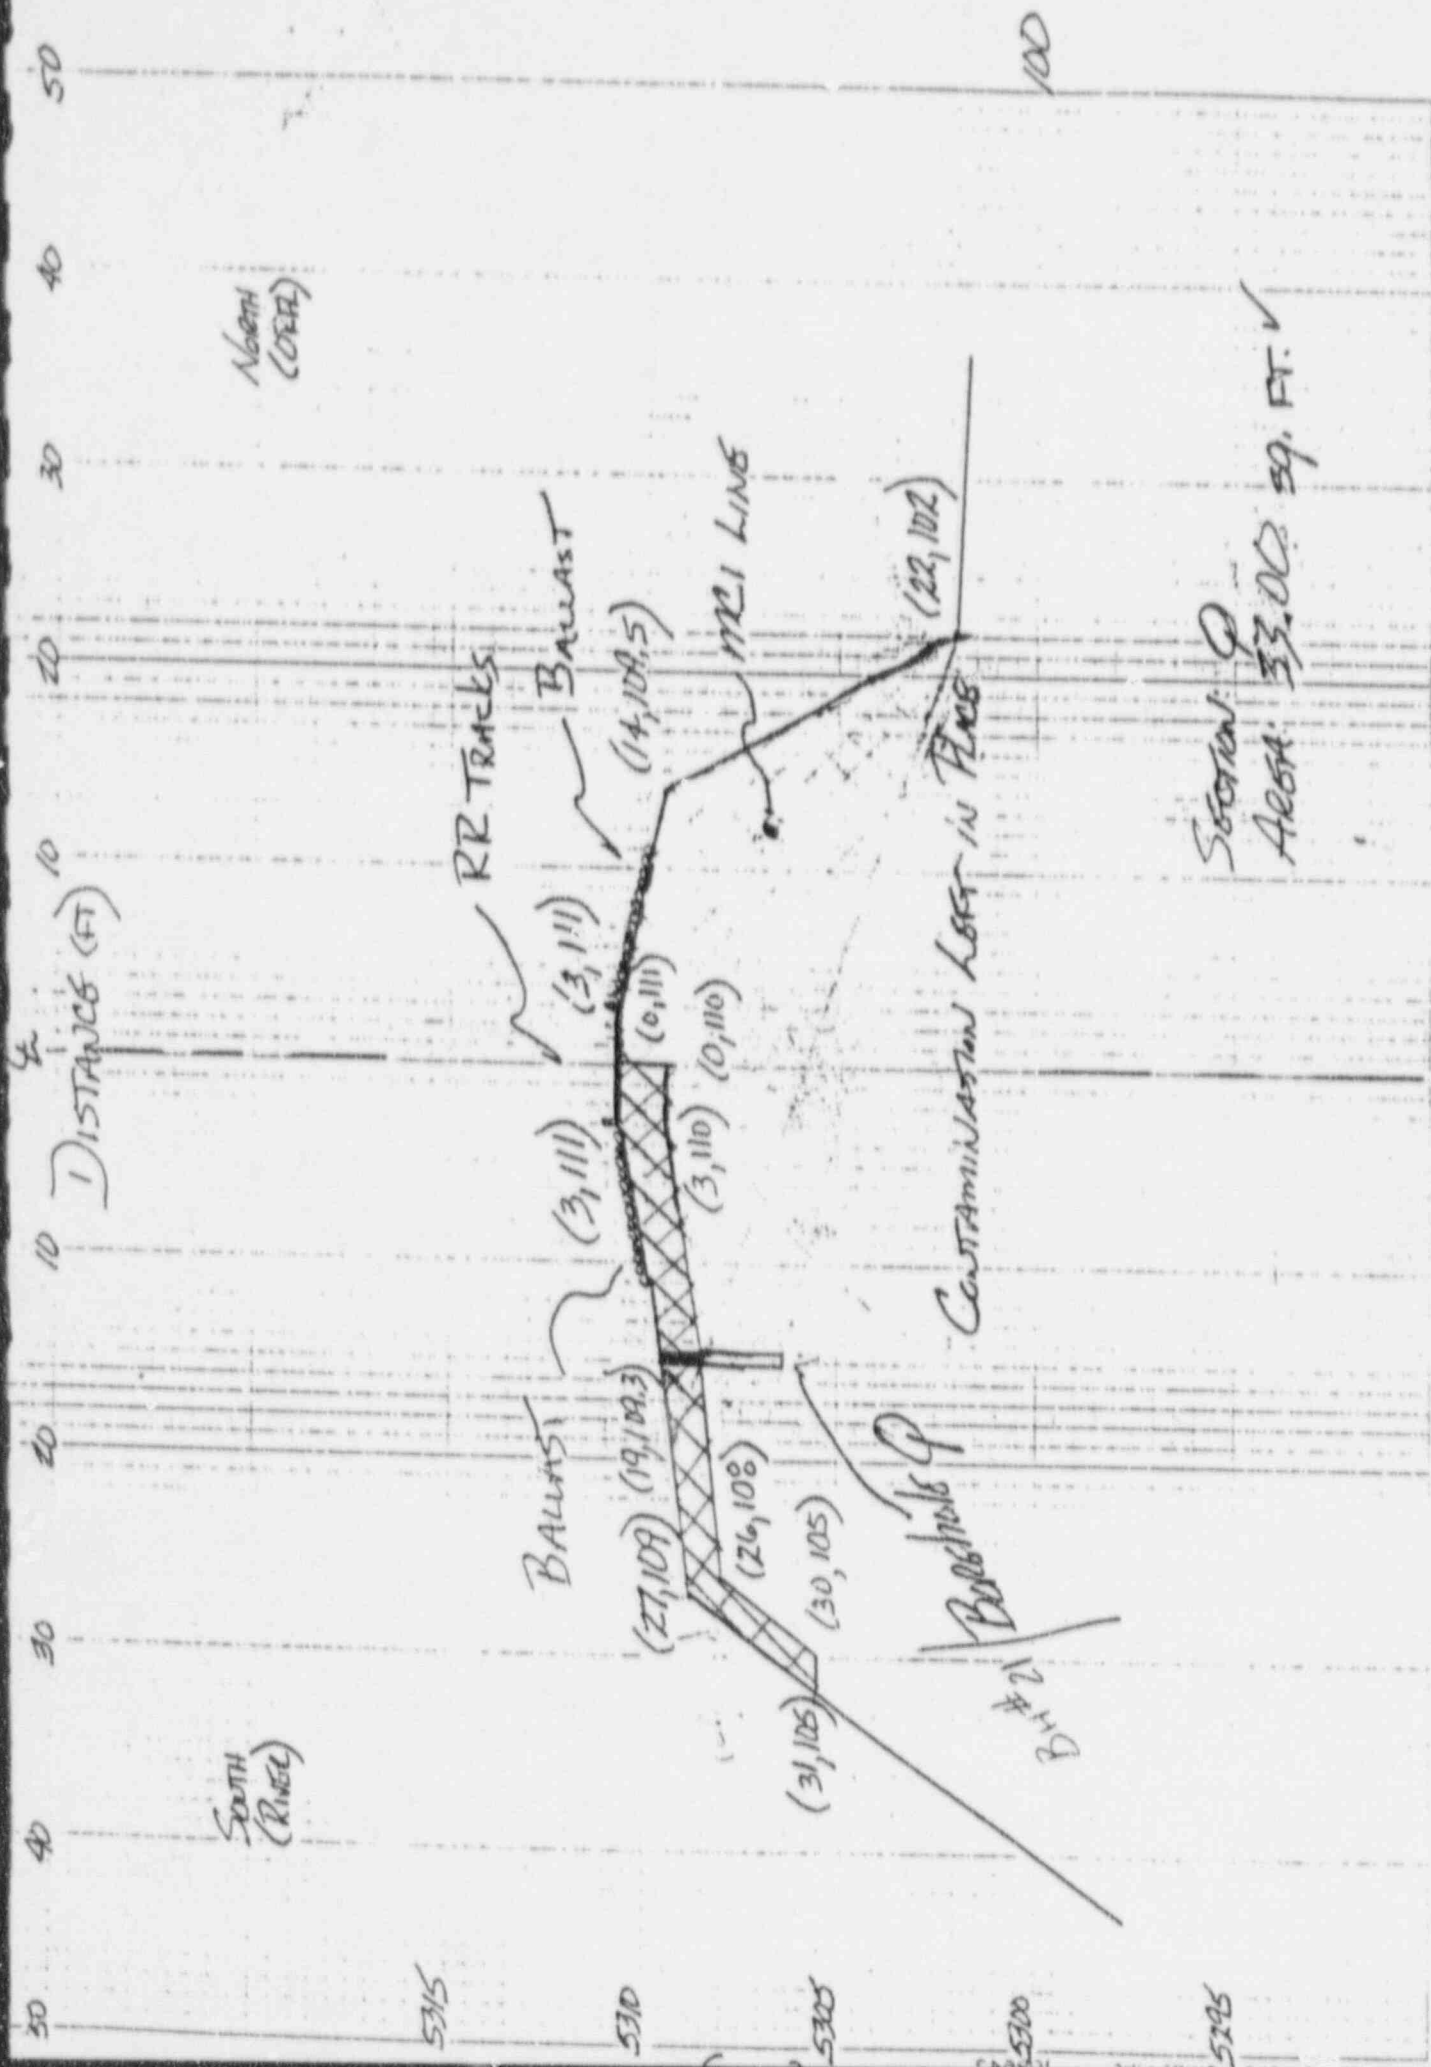 DISTANCE (FT)
50
40
30
20
10
℄
10
20
30
40
50
SOUTH
(RIVER)
NORTH
5315
5310
5305
5300
5295
100
RR TRACKS
BALLAST
BALLAST
(3,111)
(3,111)
(14,109.5)
MCI LINE
(27,109)
(19,109.3)
(0,111)
(0,110)
(3,110)
(26,108)
(30,105)
(31,105)
(22,102)
BOREHOLE Q
BH #21
CONTAMINATION LEFT IN PLACE
SECTION: Q
AREA: 33.00 SQ. FT. ✓